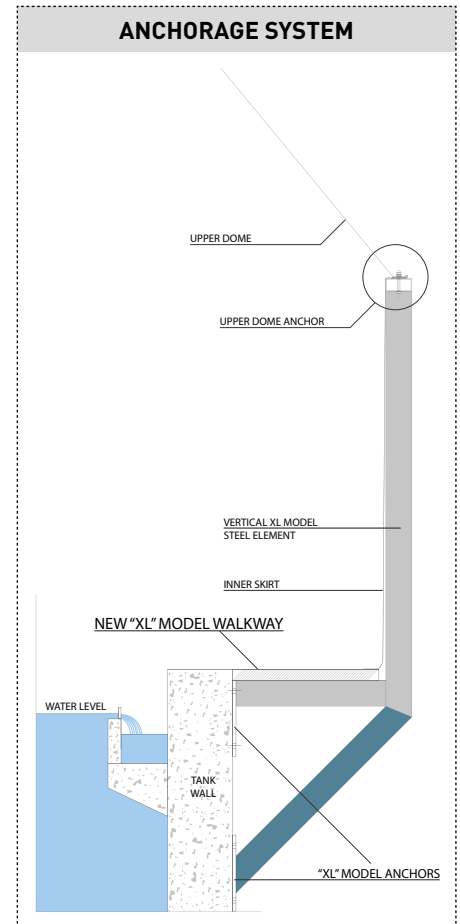 ANCHORAGE SYSTEM
UPPER DOME
UPPER DOME ANCHOR
VERTICAL XL MODEL
STEEL ELEMENT
INNER SKIRT
NEW “XL” MODEL WALKWAY
WATER LEVEL
TANK
WALL
“XL” MODEL ANCHORS